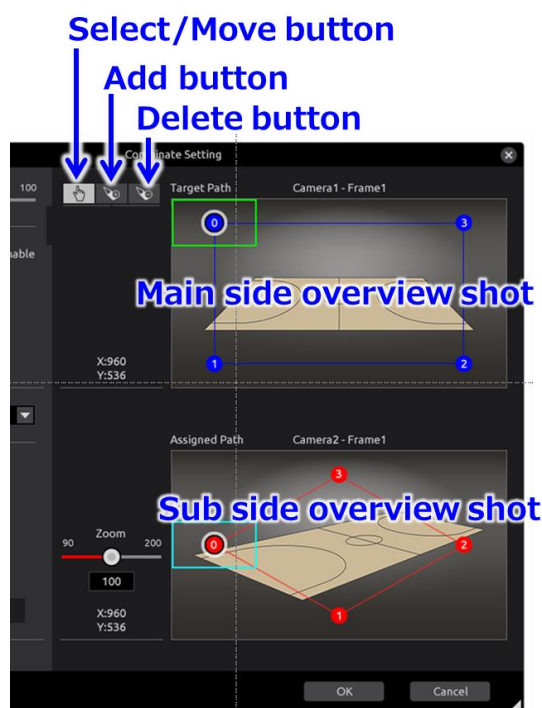 Select/Move button
Add button
Delete button
Coordinate Setting
100
Target Path
Camera1 - Frame1
0
3
Main side overview shot
1
2
X:960
Y:536
Assigned Path
Camera2 - Frame1
3
Sub side overview shot
Zoom
90
200
0
2
100
1
X:960
Y:536
OK
Cancel